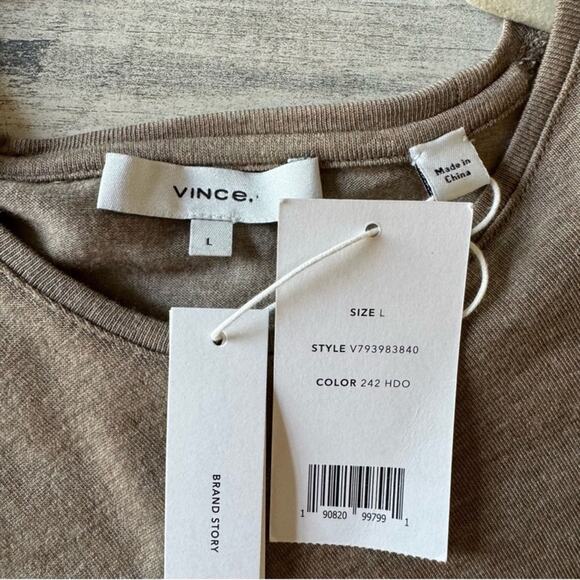 VINCE.
L
Made in
China
SIZE L
STYLE V793983840
COLOR 242 HDO
1 90820 99799 1
BRAND STORY